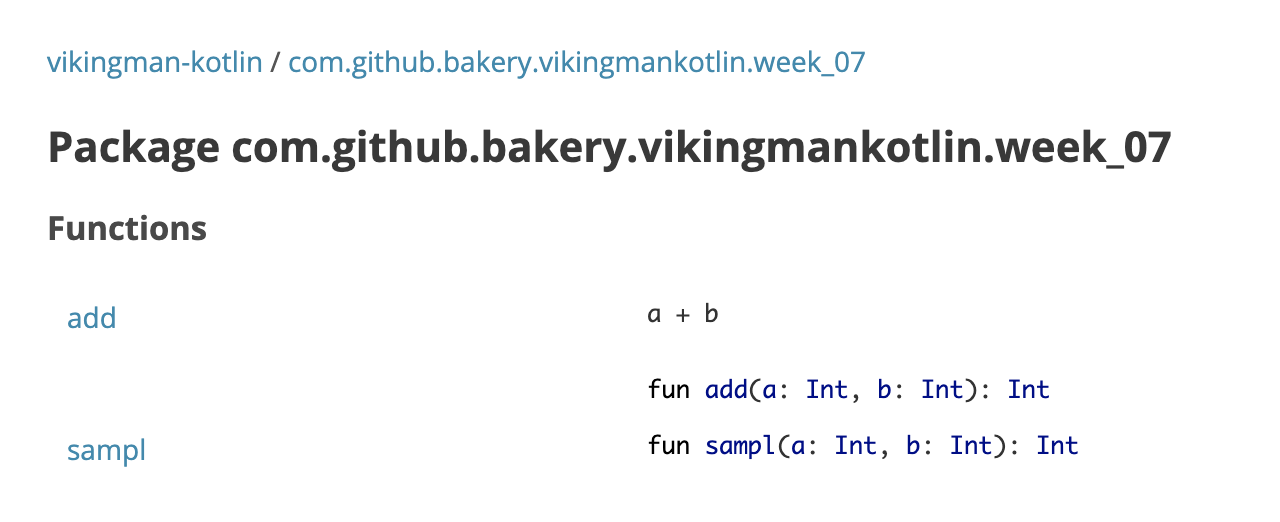 vikingman-kotlin / com.github.bakery.vikingmankotlin.week_07
Package com.github.bakery.vikingmankotlin.week_07
Functions
add
a + b
fun add(a: Int, b: Int): Int
sampl
fun sampl(a: Int, b: Int): Int